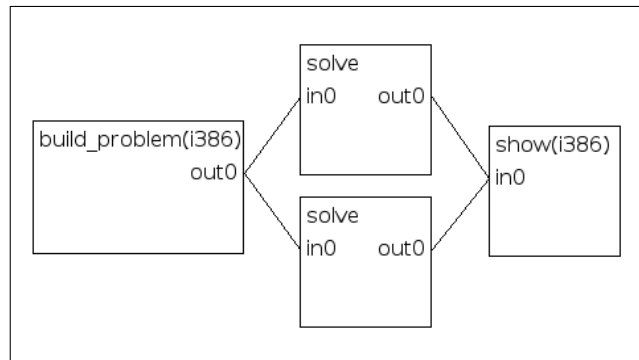 build_problem(i386)
out0
solve
in0 out0
solve
in0 out0
show(i386)
in0